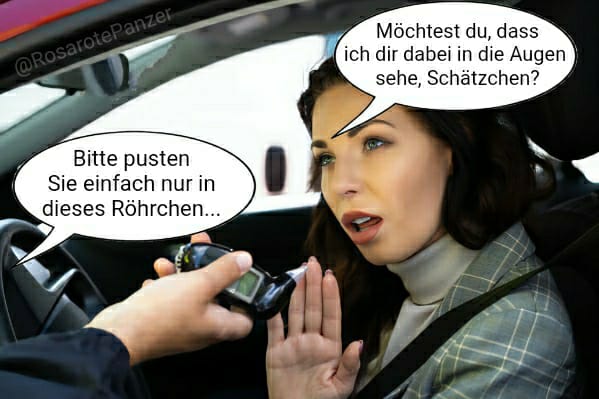 @RosarotePanzer
Möchtest du, dass
ich dir dabei in die Augen
sehe, Schätzchen?
Bitte pusten
Sie einfach nur in
dieses Röhrchen...